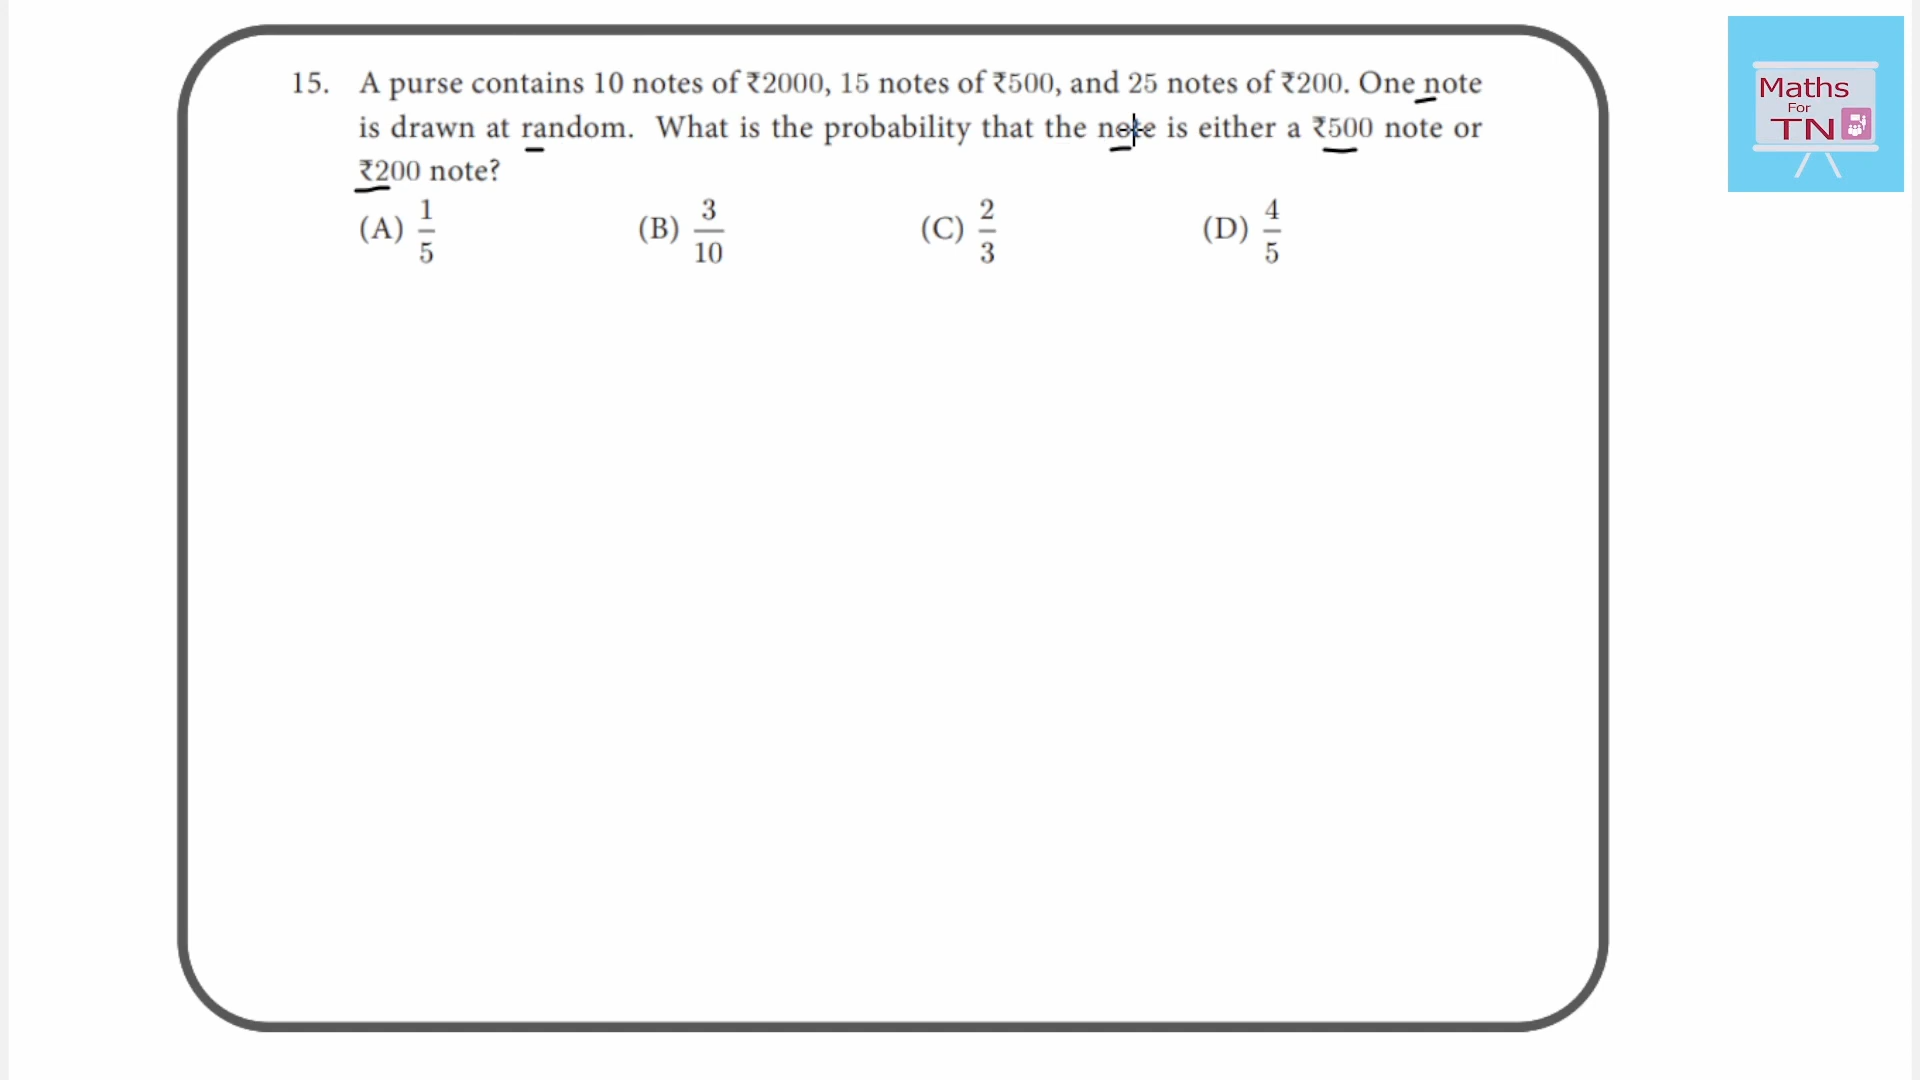 15. A purse contains 10 notes of ₹2000, 15 notes of ₹500, and 25 notes of ₹200. One note
is drawn at random. What is the probability that the note is either a ₹500 note or
₹200 note?
(A) 1/5 (B) 3/10 (C) 2/3 (D) 4/5
Maths
For
TN